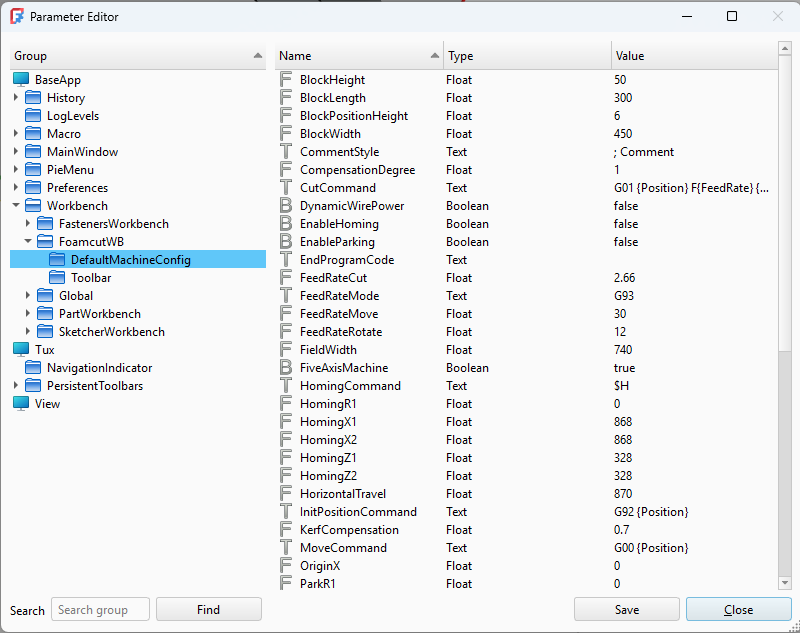 Parameter Editor
Group
BaseApp
History
LogLevels
Macro
MainWindow
PieMenu
Preferences
Workbench
FastenersWorkbench
FoamcutWB
DefaultMachineConfig
Toolbar
Global
PartWorkbench
SketcherWorkbench
Tux
NavigationIndicator
PersistentToolbars
View
Name Type Value
F BlockHeight Float 50
F BlockLength Float 300
F BlockPositionHeight Float 6
F BlockWidth Float 450
T CommentStyle Text ; Comment
F CompensationDegree Float 1
T CutCommand Text G01 {Position} F{FeedRate} {...
B DynamicWirePower Boolean false
B EnableHoming Boolean false
B EnableParking Boolean false
T EndProgramCode Text
F FeedRateCut Float 2.66
T FeedRateMode Text G93
F FeedRateMove Float 30
F FeedRateRotate Float 12
F FieldWidth Float 740
B FiveAxisMachine Boolean true
T HomingCommand Text $H
F HomingR1 Float 0
F HomingX1 Float 868
F HomingX2 Float 868
F HomingZ1 Float 328
F HomingZ2 Float 328
F HorizontalTravel Float 870
T InitPositionCommand Text G92 {Position}
F KerfCompensation Float 0.7
T MoveCommand Text G00 {Position}
F OriginX Float 0
F ParkR1 Float 0
Search Search group Find Save Close